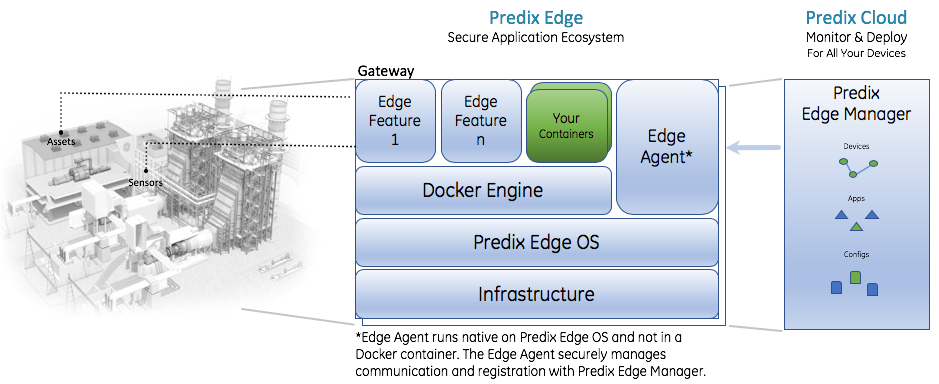 Predix Edge
Secure Application Ecosystem
Predix Cloud
Monitor & Deploy
For All Your Devices
Gateway
Assets
Sensors
Edge
Feature
1
Edge
Feature
n
Your
Containers
Edge
Agent*
Docker Engine
Predix Edge OS
Infrastructure
Predix
Edge Manager
Devices
Apps
Configs
*Edge Agent runs native on Predix Edge OS and not in a
Docker container. The Edge Agent securely manages
communication and registration with Predix Edge Manager.